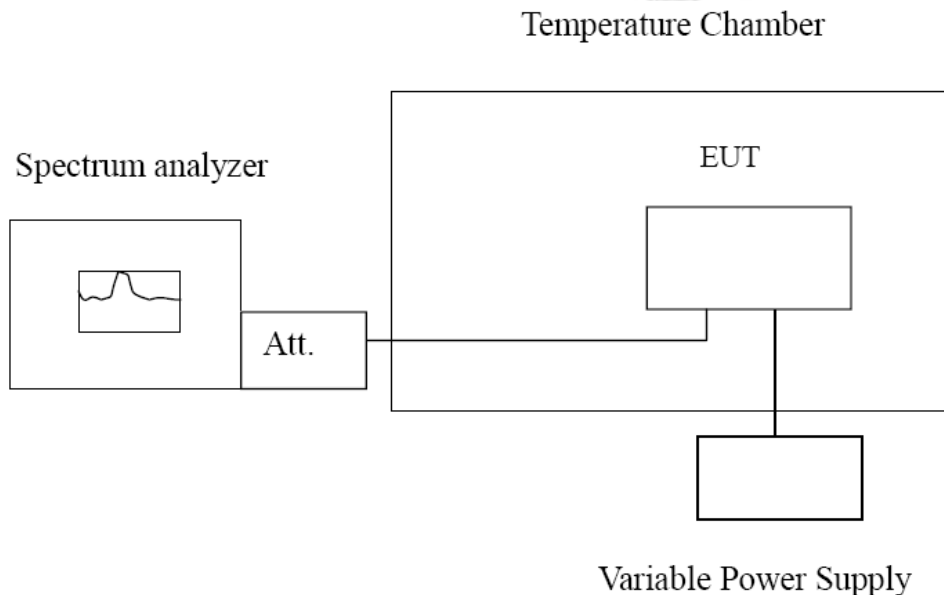 Temperature Chamber
EUT
Spectrum analyzer
Att.
Variable Power Supply